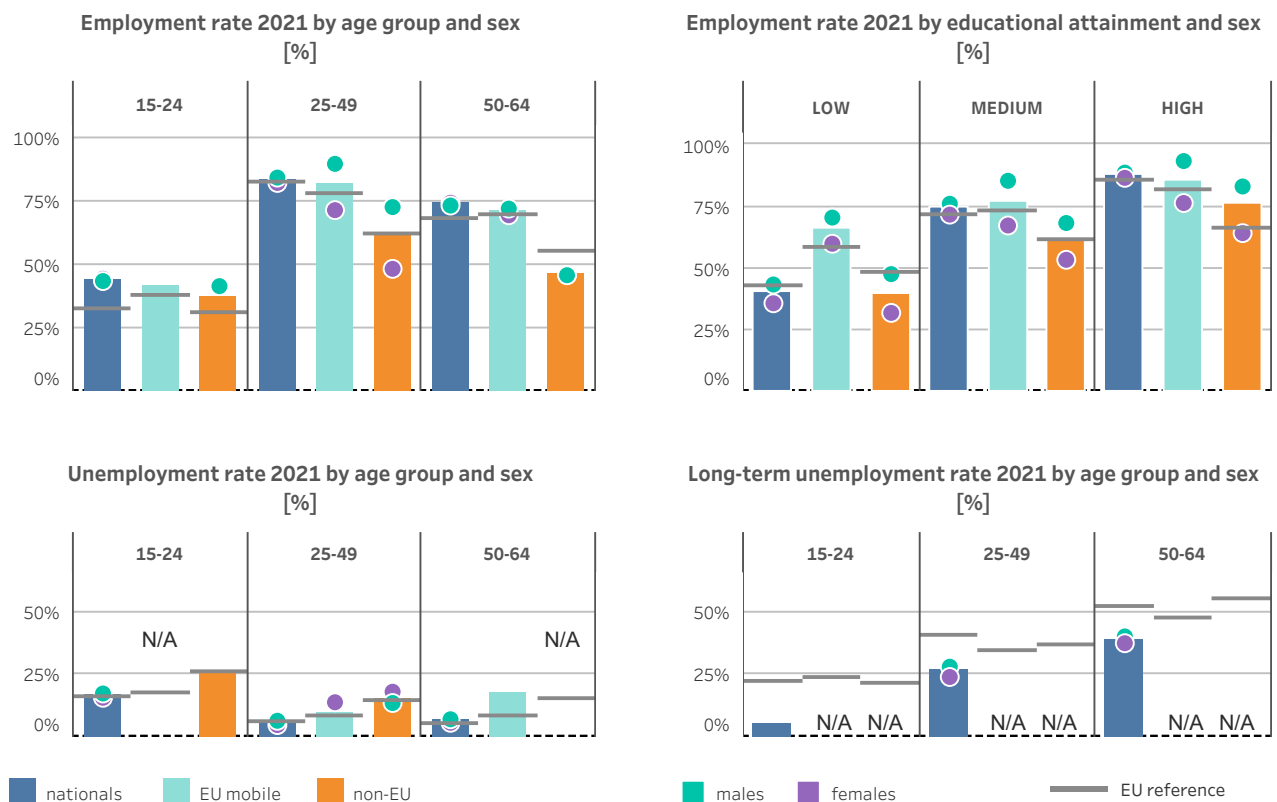 Employment rate 2021 by age group and sex
[%]
15-24
25-49
50-64
100%
75%
50%
25%
0%
Employment rate 2021 by educational attainment and sex
[%]
LOW
MEDIUM
HIGH
100%
75%
50%
25%
0%
Unemployment rate 2021 by age group and sex
[%]
15-24
25-49
50-64
50%
N/A
N/A
25%
0%
Long-term unemployment rate 2021 by age group and sex
[%]
15-24
25-49
50-64
50%
25%
0%
N/A
N/A
N/A
N/A
N/A
N/A
nationals
EU mobile
non-EU
males
females
EU reference